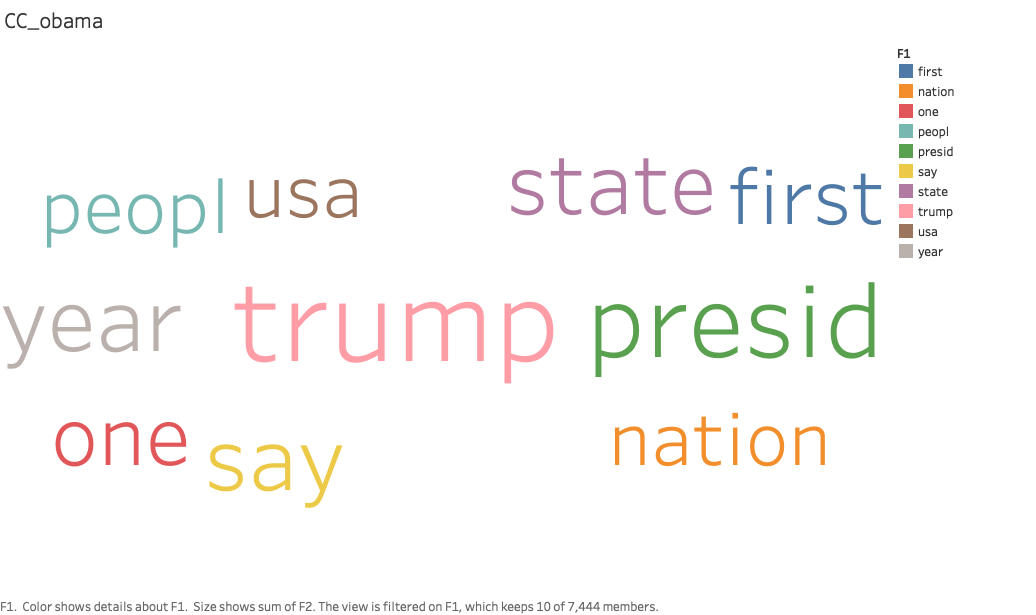 CC_obama
F1
first
nation
one
peopl
presid
say
state
trump
usa
year
peopl usa state first
year trump presid
one say nation
F1. Color shows details about F1. Size shows sum of F2. The view is filtered on F1, which keeps 10 of 7,444 members.